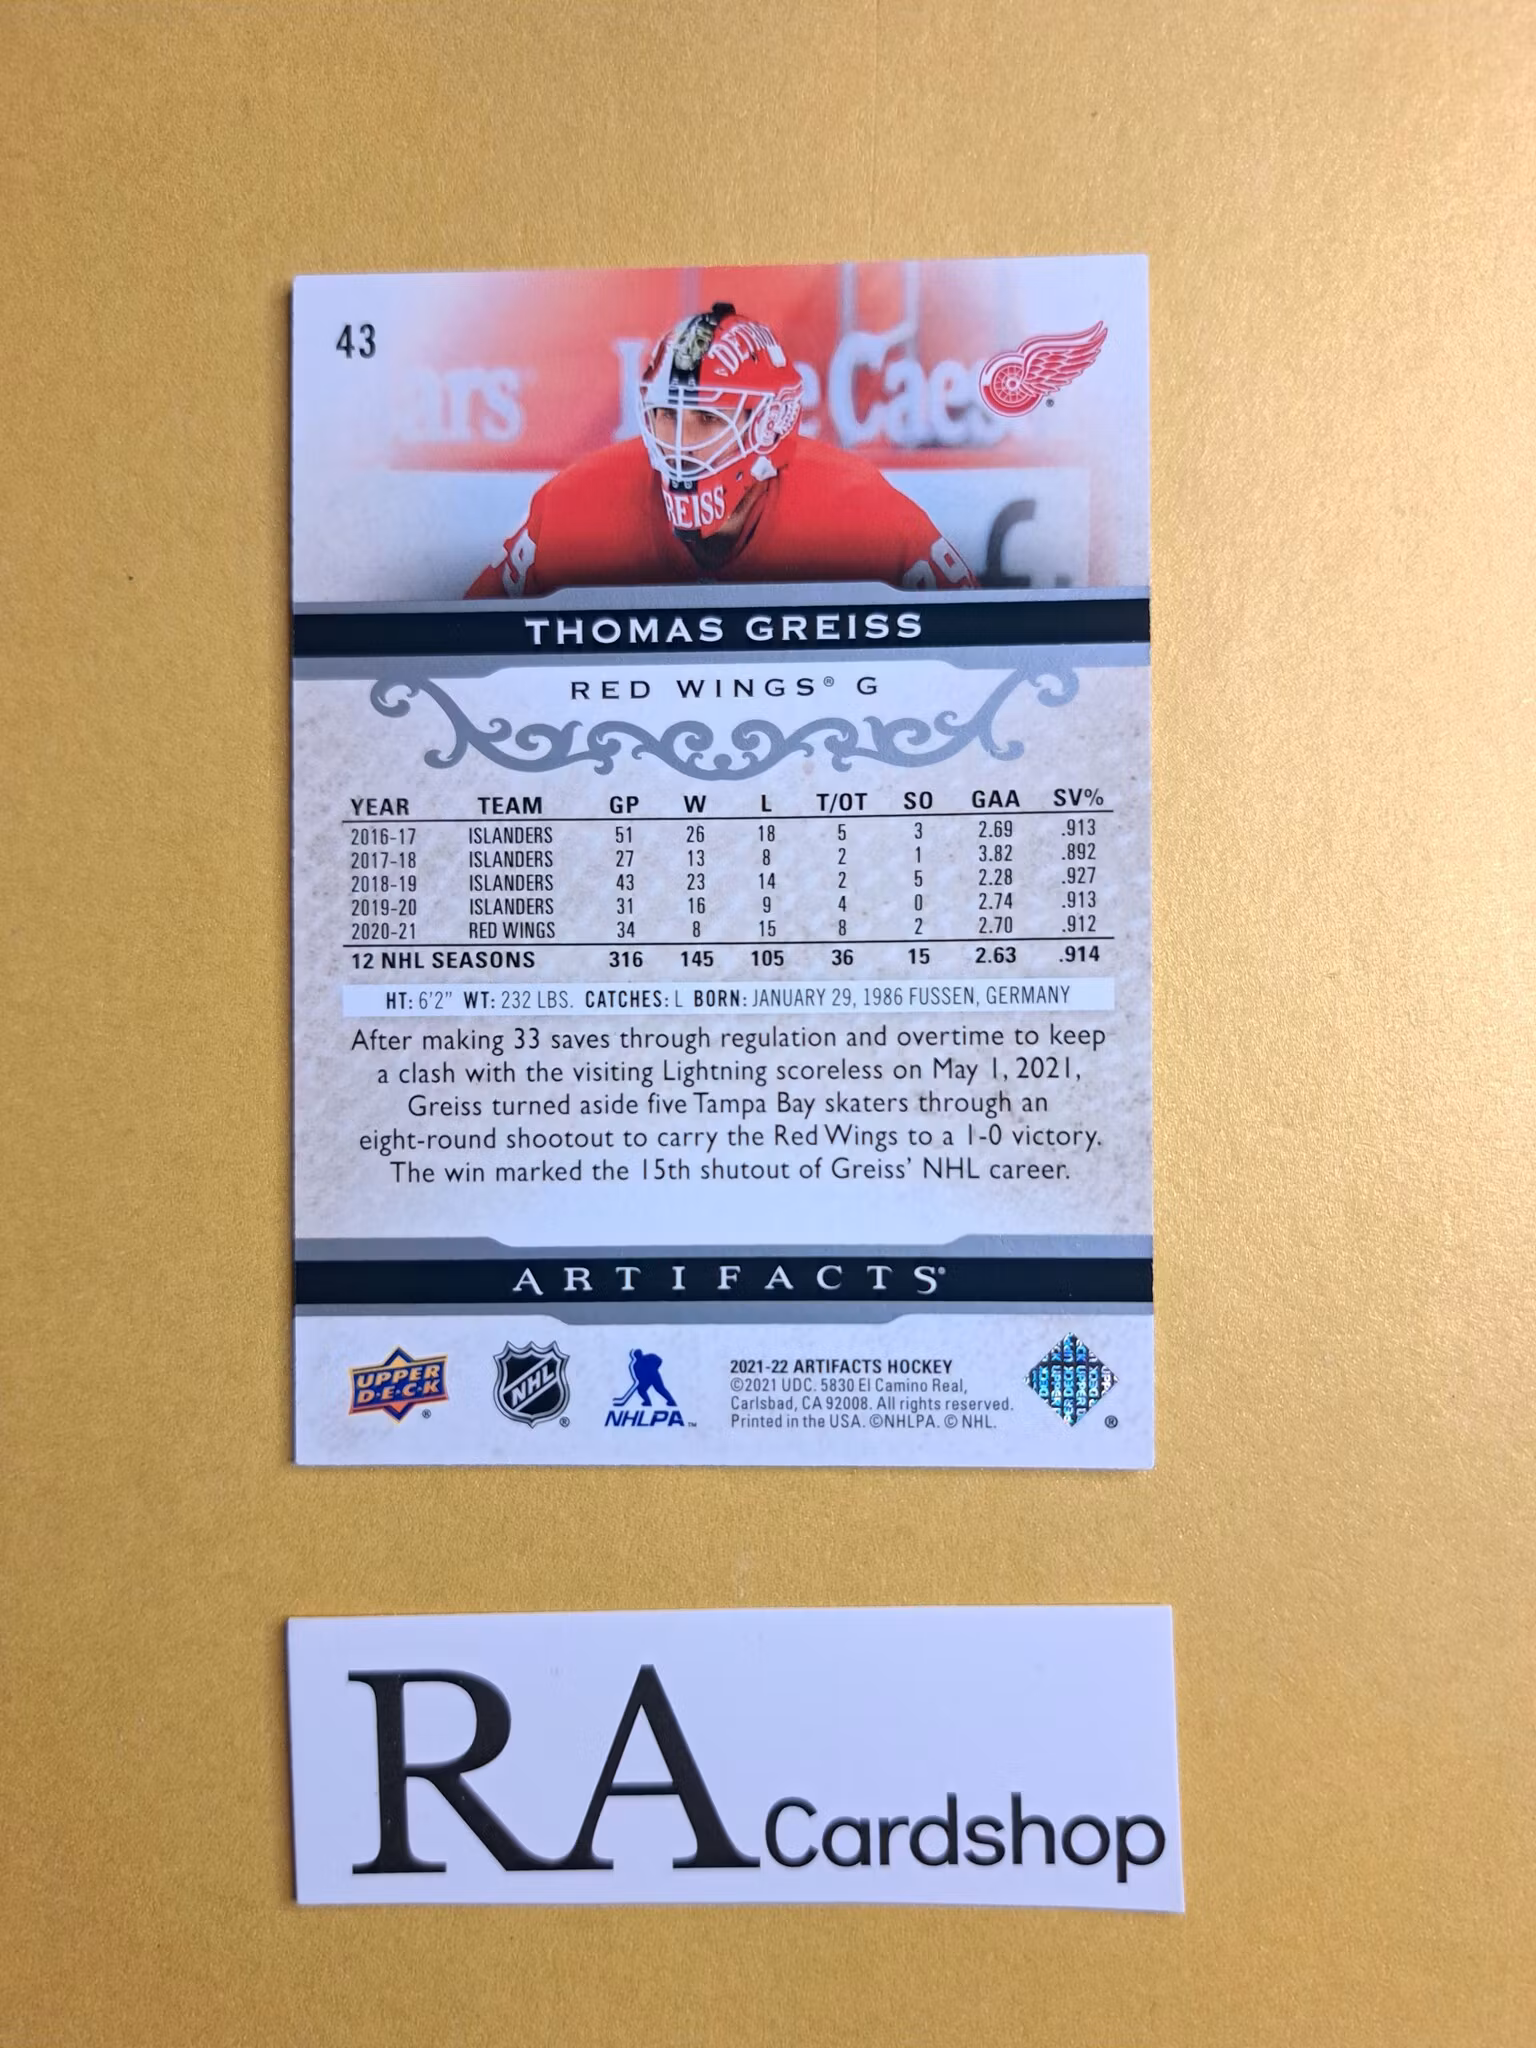 43
ars
e Caes
DETRO
REISS
29
THOMAS GREISS
RED WINGS® G
YEAR TEAM GP W L T/OT SO GAA SV%
2016-17 ISLANDERS 51 26 18 5 3 2.69 .913
2017-18 ISLANDERS 27 13 8 2 1 3.82 .892
2018-19 ISLANDERS 43 23 14 2 5 2.28 .927
2019-20 ISLANDERS 31 16 9 4 0 2.74 .913
2020-21 RED WINGS 34 8 15 8 2 2.70 .912
12 NHL SEASONS 316 145 105 36 15 2.63 .914
HT: 6'2" WT: 232 LBS. CATCHES: L BORN: JANUARY 29, 1986 FUSSEN, GERMANY
After making 33 saves through regulation and overtime to keep
a clash with the visiting Lightning scoreless on May 1, 2021,
Greiss turned aside five Tampa Bay skaters through an
eight-round shootout to carry the Red Wings to a 1-0 victory.
The win marked the 15th shutout of Greiss' NHL career.
ARTIFACTS®
UPPER
D·E·C·K ®
NHL ®
NHLPA™
2021-22 ARTIFACTS HOCKEY
©2021 UDC. 5830 El Camino Real,
Carlsbad, CA 92008. All rights reserved.
Printed in the USA. ©NHLPA. © NHL.
RA Cardshop